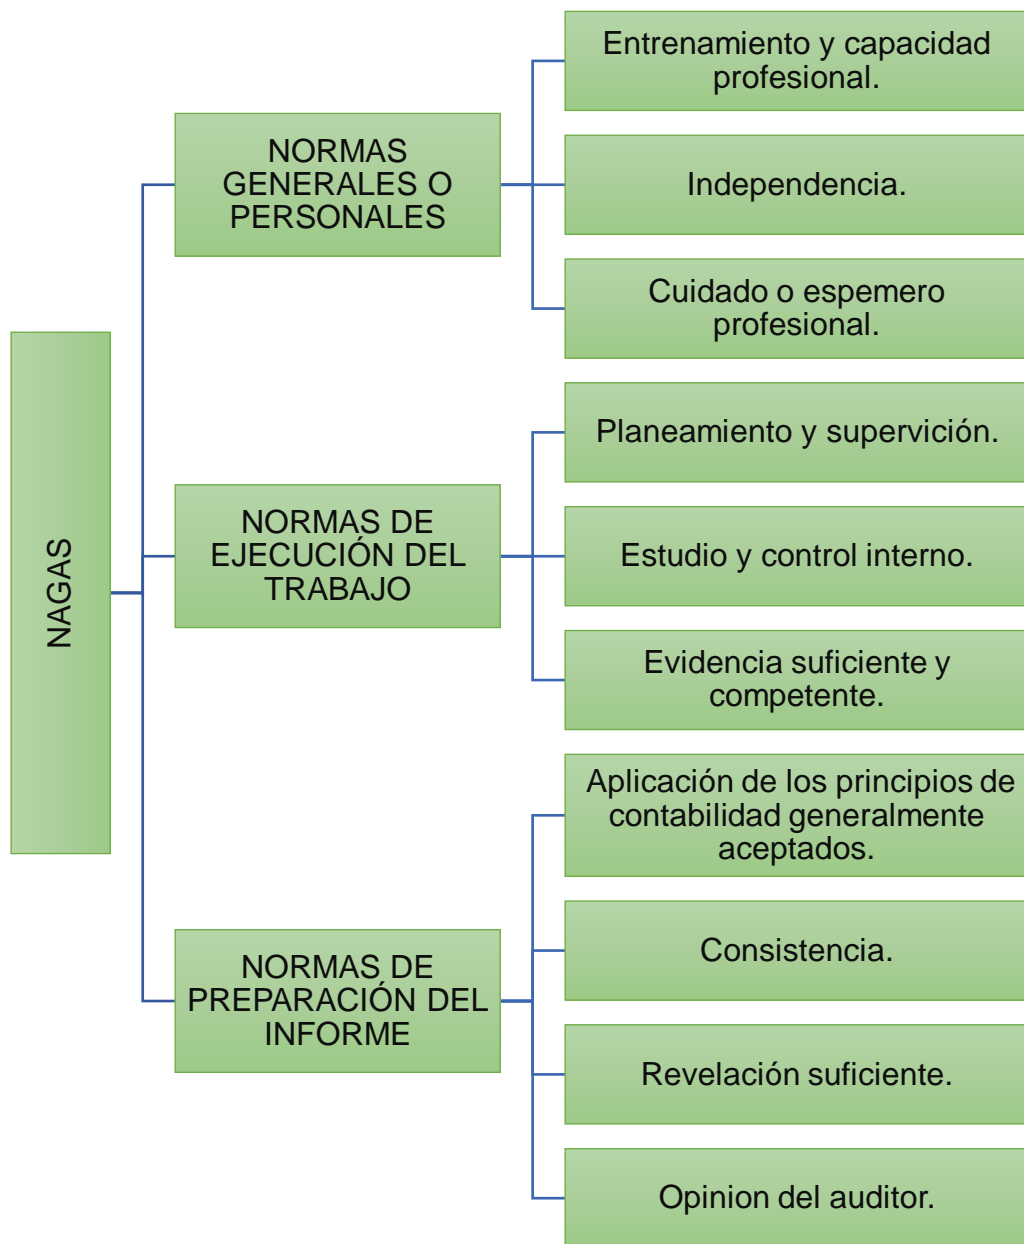 NAGAS
NORMAS
GENERALES O
PERSONALES
Entrenamiento y capacidad
profesional.
Independencia.
Cuidado o espemero
profesional.
NORMAS DE
EJECUCIÓN DEL
TRABAJO
Planeamiento y supervición.
Estudio y control interno.
Evidencia suficiente y
competente.
NORMAS DE
PREPARACIÓN DEL
INFORME
Aplicación de los principios de
contabilidad generalmente
aceptados.
Consistencia.
Revelación suficiente.
Opinion del auditor.